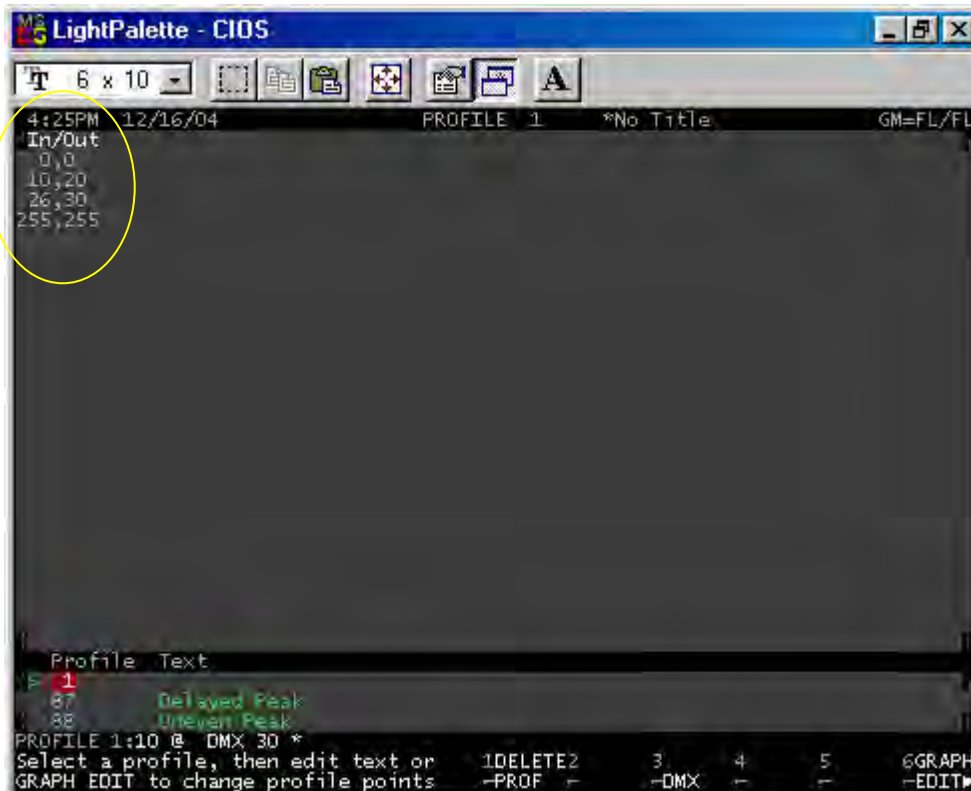 LightPalette - CIOS
6 x 10
A
4:25PM 12/16/04 PROFILE 1 *No Title GM=FL/FL
In/Out
0,0
10,20
26,30
255,255
Profile Text
> 1
87 Delayed Peak
88 Uneven Peak
PROFILE 1:10 @ DMX 30 *
Select a profile, then edit text or 1DELETE2 3 4 5 6GRAPH
GRAPH EDIT to change profile points PROF DMX EDIT